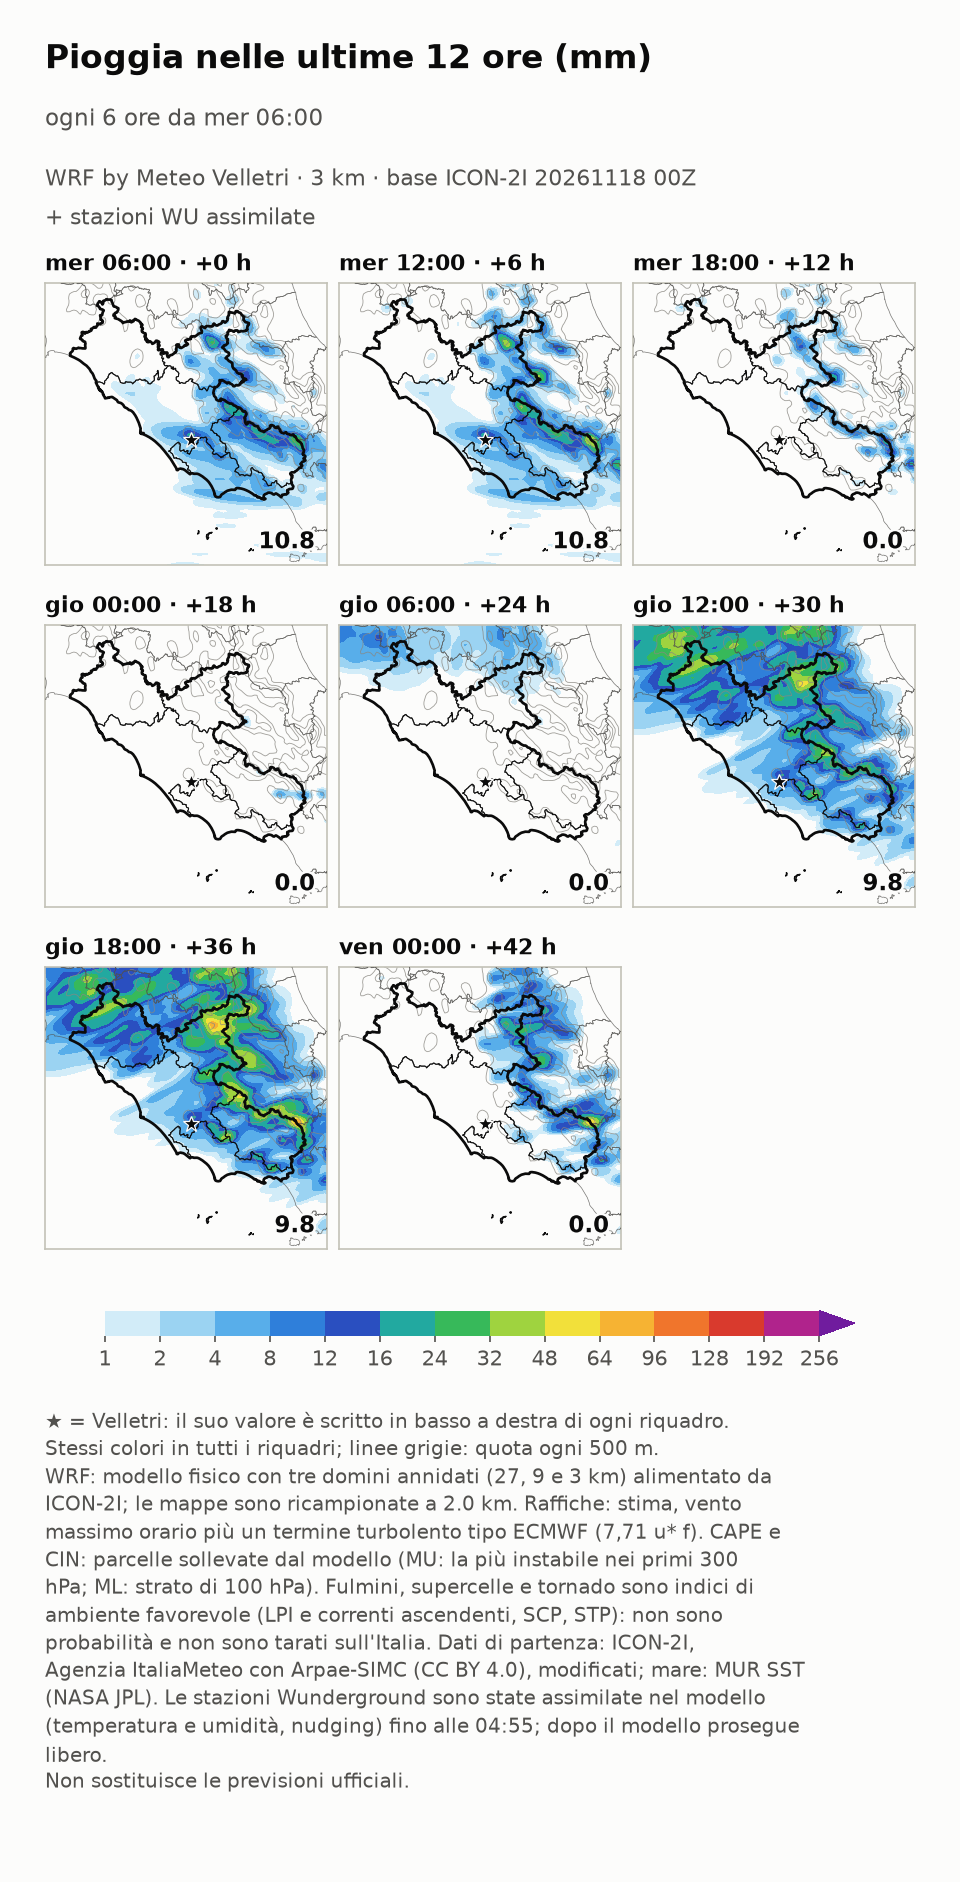 Pioggia nelle ultime 12 ore (mm)
ogni 6 ore da mer 06:00
WRF by Meteo Velletri · 3 km · base ICON-2I 20261118 00Z
+ stazioni WU assimilate
mer 06:00 · +0 h
mer 12:00 · +6 h
mer 18:00 · +12 h
10.8
10.8
0.0
gio 00:00 · +18 h
gio 06:00 · +24 h
gio 12:00 · +30 h
0.0
0.0
9.8
gio 18:00 · +36 h
ven 00:00 · +42 h
9.8
0.0
1 2 4 8 12 16 24 32 48 64 96 128 192 256
★ = Velletri: il suo valore è scritto in basso a destra di ogni riquadro.
Stessi colori in tutti i riquadri; linee grigie: quota ogni 500 m.
WRF: modello fisico con tre domini annidati (27, 9 e 3 km) alimentato da
ICON-2I; le mappe sono ricampionate a 2.0 km. Raffiche: stima, vento
massimo orario più un termine turbolento tipo ECMWF (7,71 u* f). CAPE e
CIN: parcelle sollevate dal modello (MU: la più instabile nei primi 300
hPa; ML: strato di 100 hPa). Fulmini, supercelle e tornado sono indici di
ambiente favorevole (LPI e correnti ascendenti, SCP, STP): non sono
probabilità e non sono tarati sull'Italia. Dati di partenza: ICON-2I,
Agenzia ItaliaMeteo con Arpae-SIMC (CC BY 4.0), modificati; mare: MUR SST
(NASA JPL). Le stazioni Wunderground sono state assimilate nel modello
(temperatura e umidità, nudging) fino alle 04:55; dopo il modello prosegue
libero.
Non sostituisce le previsioni ufficiali.